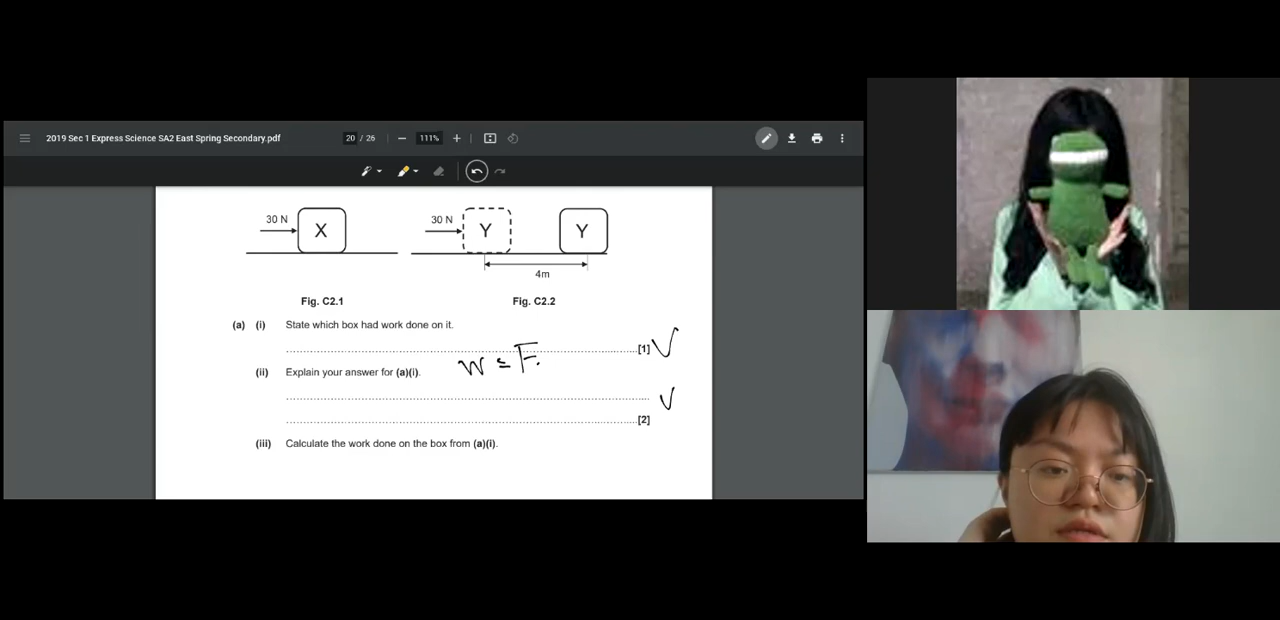 2019 Sec 1 Express Science SA2 East Spring Secondary.pdf 20 / 26 111%
30 N X 30 N Y Y
4m
Fig. C2.1 Fig. C2.2
(a) (i) State which box had work done on it.
[1]
W = F.
(ii) Explain your answer for (a)(i).
[2]
(iii) Calculate the work done on the box from (a)(i).